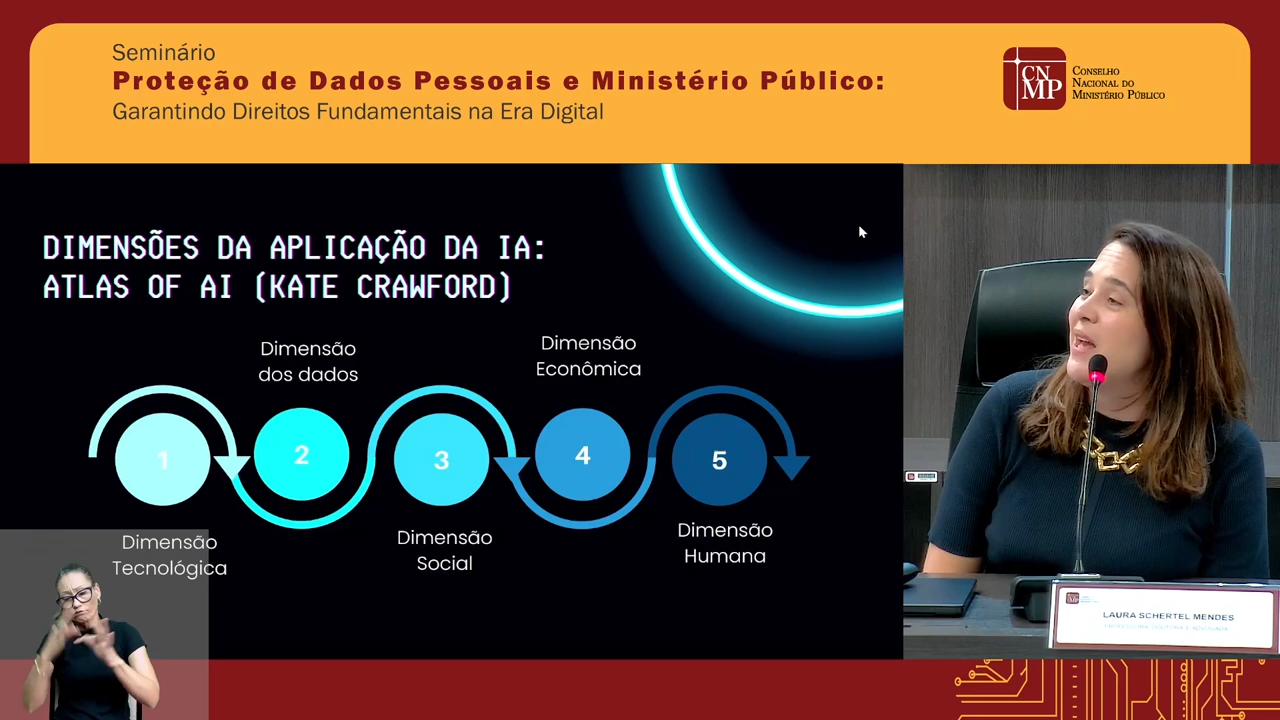 Seminário
Proteção de Dados Pessoais e Ministério Público:
Garantindo Direitos Fundamentais na Era Digital
CN
MP
Conselho
Nacional do
Ministério Público
DIMENSÕES DA APLICAÇÃO DA IA:
ATLAS OF AI (KATE CRAWFORD)
Dimensão
dos dados
Dimensão
Econômica
1
2
3
4
5
Dimensão
Tecnológica
Dimensão
Social
Dimensão
Humana
LAURA SCHERTEL MENDES